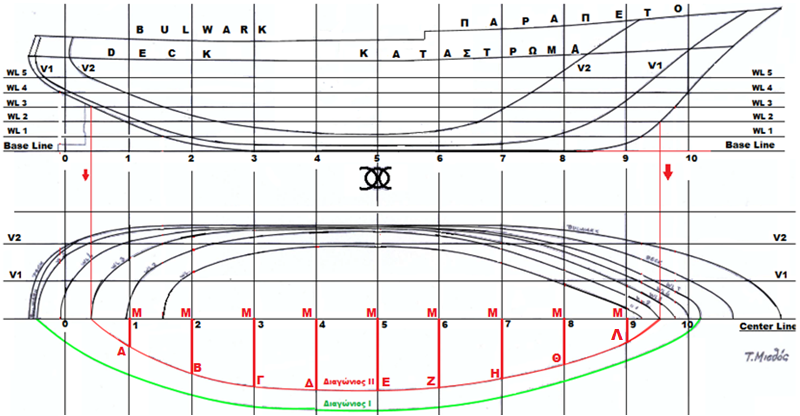 Π Α Ρ Α Π Ε Τ Ο
B U L W A R K
D E C K Κ Α Τ Α Σ Τ Ρ Ω Μ Α
V1 V2 V2 V1
WL 5 WL 5
WL 4 WL 4
WL 3 WL 3
WL 2 WL 2
WL 1 WL 1
Base Line Base Line
0 1 2 3 4 5 6 7 8 9 10
V2 V2
V1 V1
M M M M M M M M M
0 1 2 3 4 5 6 7 8 9 10 Center Line
Α Β Γ Δ Ε Ζ Η Θ Λ
Διαγώνιος II
Διαγώνιος I
Τ. Μισθός